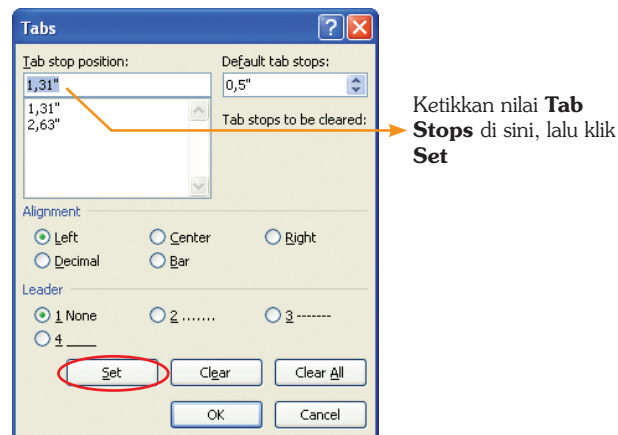 Tabs
Tab stop position:
Default tab stops:
1,31"
0,5"
1,31"
2,63"
Tab stops to be cleared:
Ketikkan nilai Tab
Stops di sini, lalu klik
Set
Alignment
Left
Center
Right
Decimal
Bar
Leader
1 None
2 .......
3 -------
4 ____
Set
Clear
Clear All
OK
Cancel